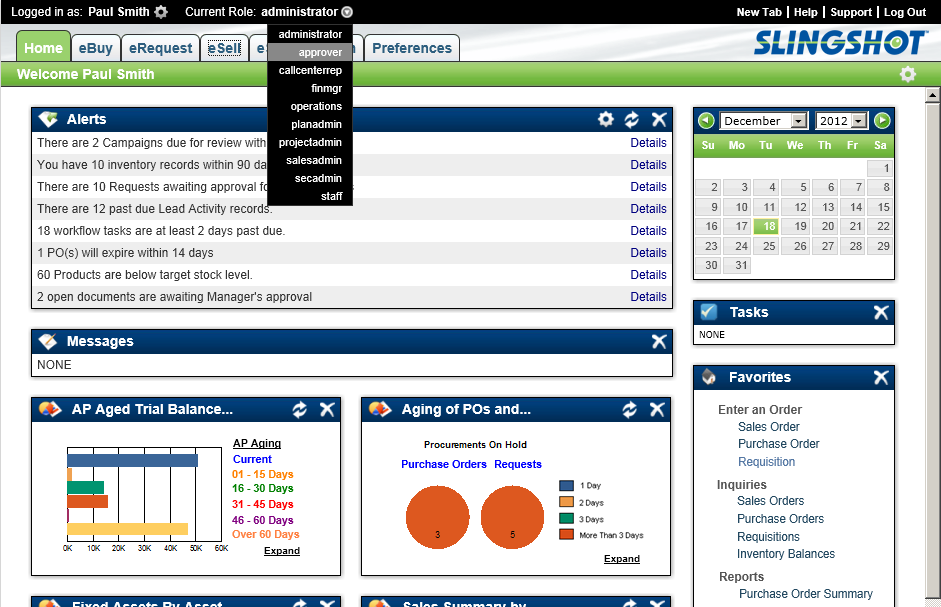 Logged in as: Paul Smith Current Role: administrator New Tab | Help | Support | Log Out
administrator
approver
callcenterrep
finmgr
operations
planadmin
projectadmin
salesadmin
secadmin
staff
Home eBuy eRequest eSell Preferences
SLINGSHOT
Welcome Paul Smith
Alerts
There are 2 Campaigns due for review with Details
You have 10 inventory records within 90 da Details
There are 10 Requests awaiting approval fo Details
There are 12 past due Lead Activity records. Details
18 workflow tasks are at least 2 days past due. Details
1 PO(s) will expire within 14 days Details
60 Products are below target stock level. Details
2 open documents are awaiting Manager's approval Details
Messages
NONE
AP Aged Trial Balance...
AP Aging
Current
01 - 15 Days
16 - 30 Days
31 - 45 Days
46 - 60 Days
Over 60 Days
0K 10K 20K 30K 40K 50K 60K
Expand
Aging of POs and...
Procurements On Hold
Purchase Orders Requests
3 5
1 Day
2 Days
3 Days
More Than 3 Days
Expand
Fixed Assets By Asset
Sales Summary by
December 2012
Su Mo Tu We Th Fr Sa
1
2 3 4 5 6 7 8
9 10 11 12 13 14 15
16 17 18 19 20 21 22
23 24 25 26 27 28 29
30 31
Tasks
NONE
Favorites
Enter an Order
Sales Order
Purchase Order
Requisition
Inquiries
Sales Orders
Purchase Orders
Requisitions
Inventory Balances
Reports
Purchase Order Summary